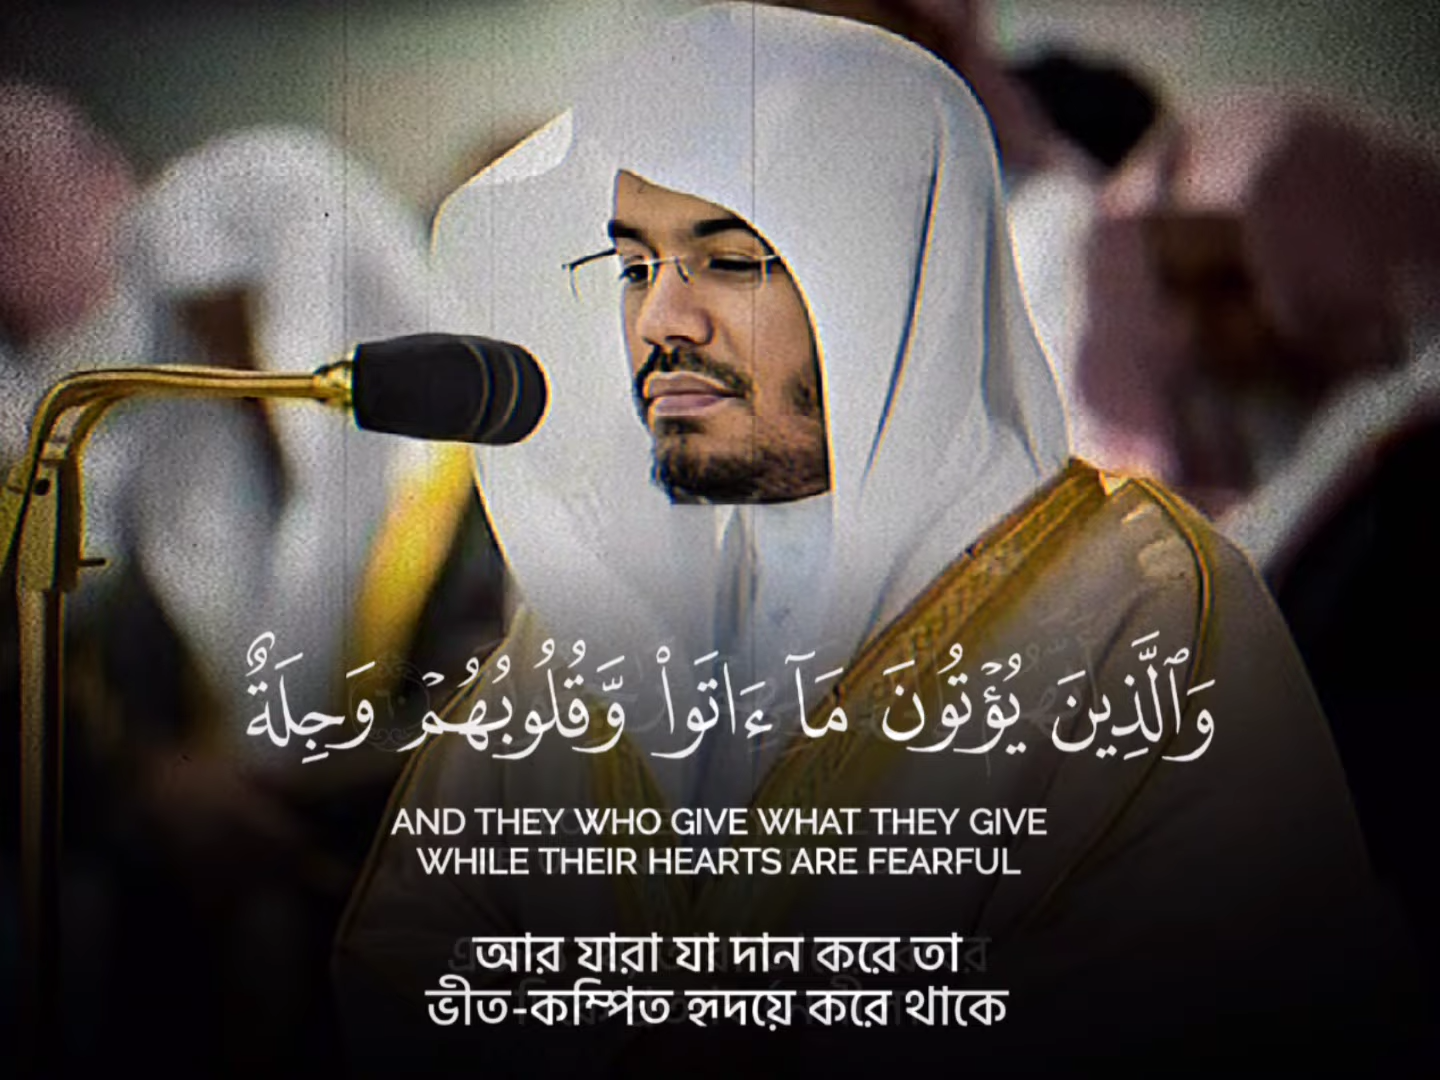 وَٱلَّذِينَ يُؤْتُونَ مَآ ءَاتَوا۟ وَّقُلُوبُهُمْ وَجِلَةٌ
AND THEY WHO GIVE WHAT THEY GIVE
WHILE THEIR HEARTS ARE FEARFUL
আর যারা যা দান করে তা
ভীত-কম্পিত হৃদয়ে করে থাকে